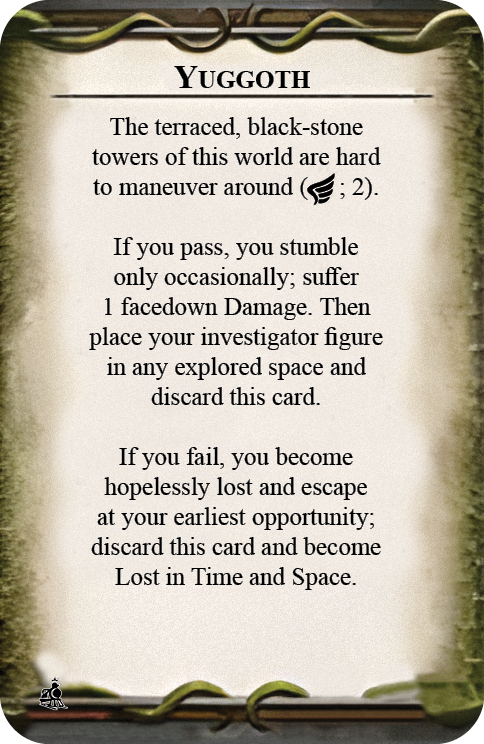 YUGGOTH
The terraced, black-stone
towers of this world are hard
to maneuver around ( ; 2).
If you pass, you stumble
only occasionally; suffer
1 facedown Damage. Then
place your investigator figure
in any explored space and
discard this card.
If you fail, you become
hopelessly lost and escape
at your earliest opportunity;
discard this card and become
Lost in Time and Space.